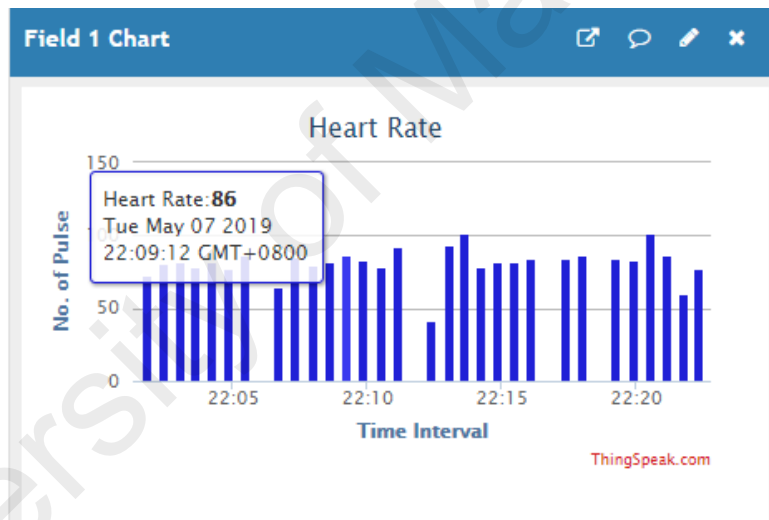 Field 1 Chart
Heart Rate
150
Heart Rate:86
Tue May 07 2019
22:09:12 GMT+0800
50
0
No. of Pulse
22:05 22:10 22:15 22:20
Time Interval
ThingSpeak.com